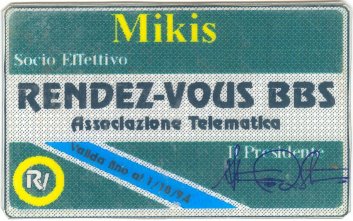 Mikis
Socio Effettivo
RENDEZ-VOUS BBS
Associazione Telematica
Valida fino al 1/10/94
Il Presidente
RV